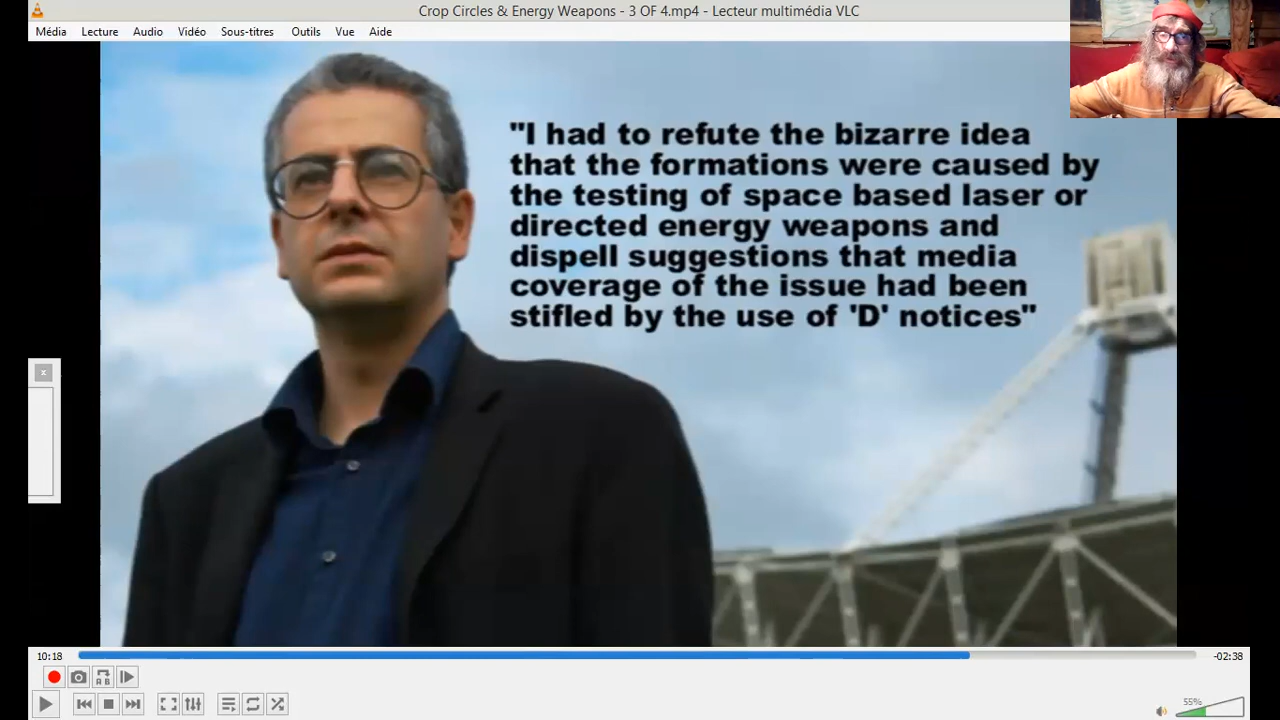 Crop Circles & Energy Weapons - 3 OF 4.mp4 - Lecteur multimédia VLC
Média Lecture Audio Vidéo Sous-titres Outils Vue Aide
"I had to refute the bizarre idea
that the formations were caused by
the testing of space based laser or
directed energy weapons and
dispell suggestions that media
coverage of the issue had been
stifled by the use of 'D' notices"
x
10:18 -02:38
A B
55%